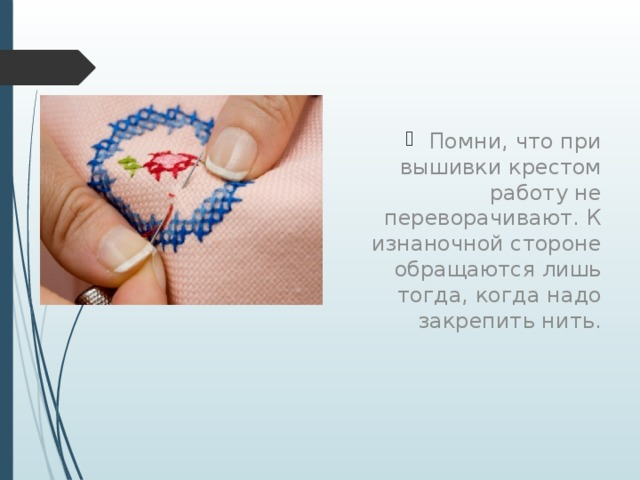 Помни, что при
вышивки крестом
работу не
переворачивают. К
изнаночной стороне
обращаются лишь
тогда, когда надо
закрепить нить.